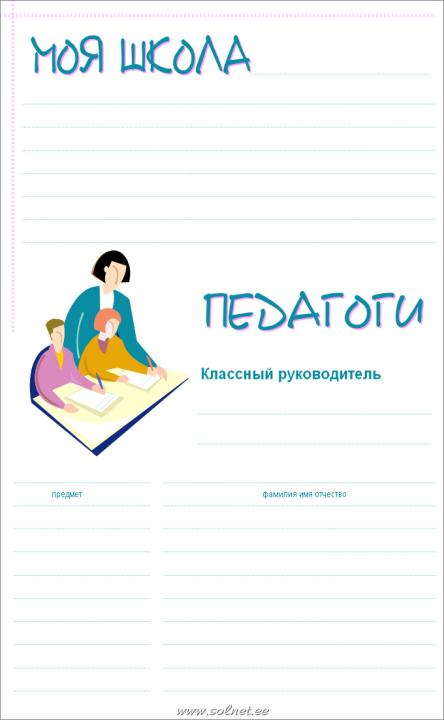 МОЯ ШКОЛА
ПЕДАГОГИ
Классный руководитель
предмет фамилия имя отчество
www.solnet.ee